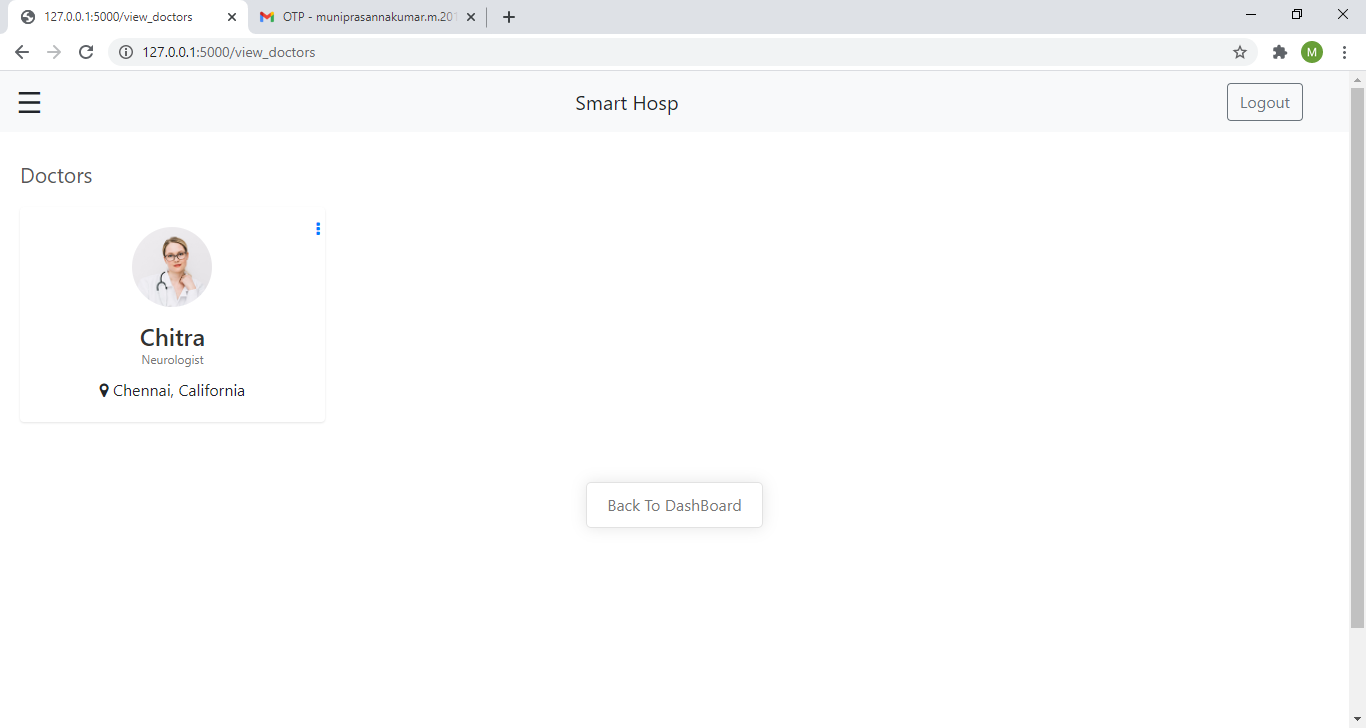 127.0.0.1:5000/view_doctors
OTP - muniprasannakumar.m.201
127.0.0.1:5000/view_doctors
M
Smart Hosp
Logout
Doctors
Chitra
Neurologist
Chennai, California
Back To DashBoard